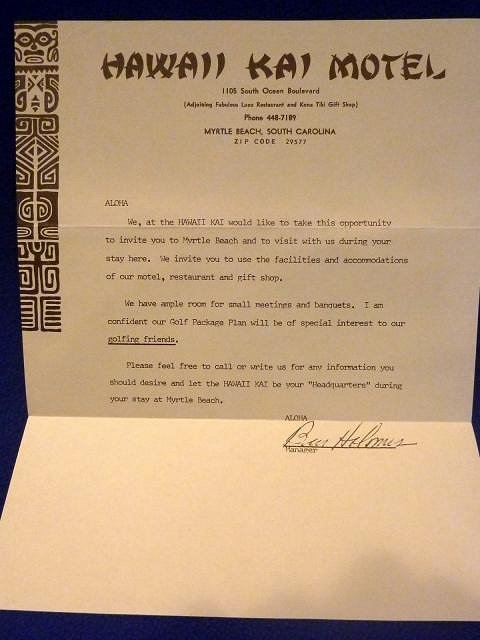 HAWAII KAI MOTEL
1105 South Ocean Boulevard
(Adjoining Fabulous Luau Restaurant and Kona Tiki Gift Shop)
Phone 448-7189
MYRTLE BEACH, SOUTH CAROLINA
ZIP CODE 29577
ALOHA
We, at the HAWAII KAI would like to take this opportunity
to invite you to Myrtle Beach and to visit with us during your
stay here. We invite you to use the facilities and accommodations
of our motel, restaurant and gift shop.
We have ample room for small meetings and banquets. I am
confident our Golf Package Plan will be of special interest to our
golfing friends.
Please feel free to call or write us for any information you
should desire and let the HAWAII KAI be your "Headquarters" during
your stay at Myrtle Beach.
ALOHA
Holmes
Manager